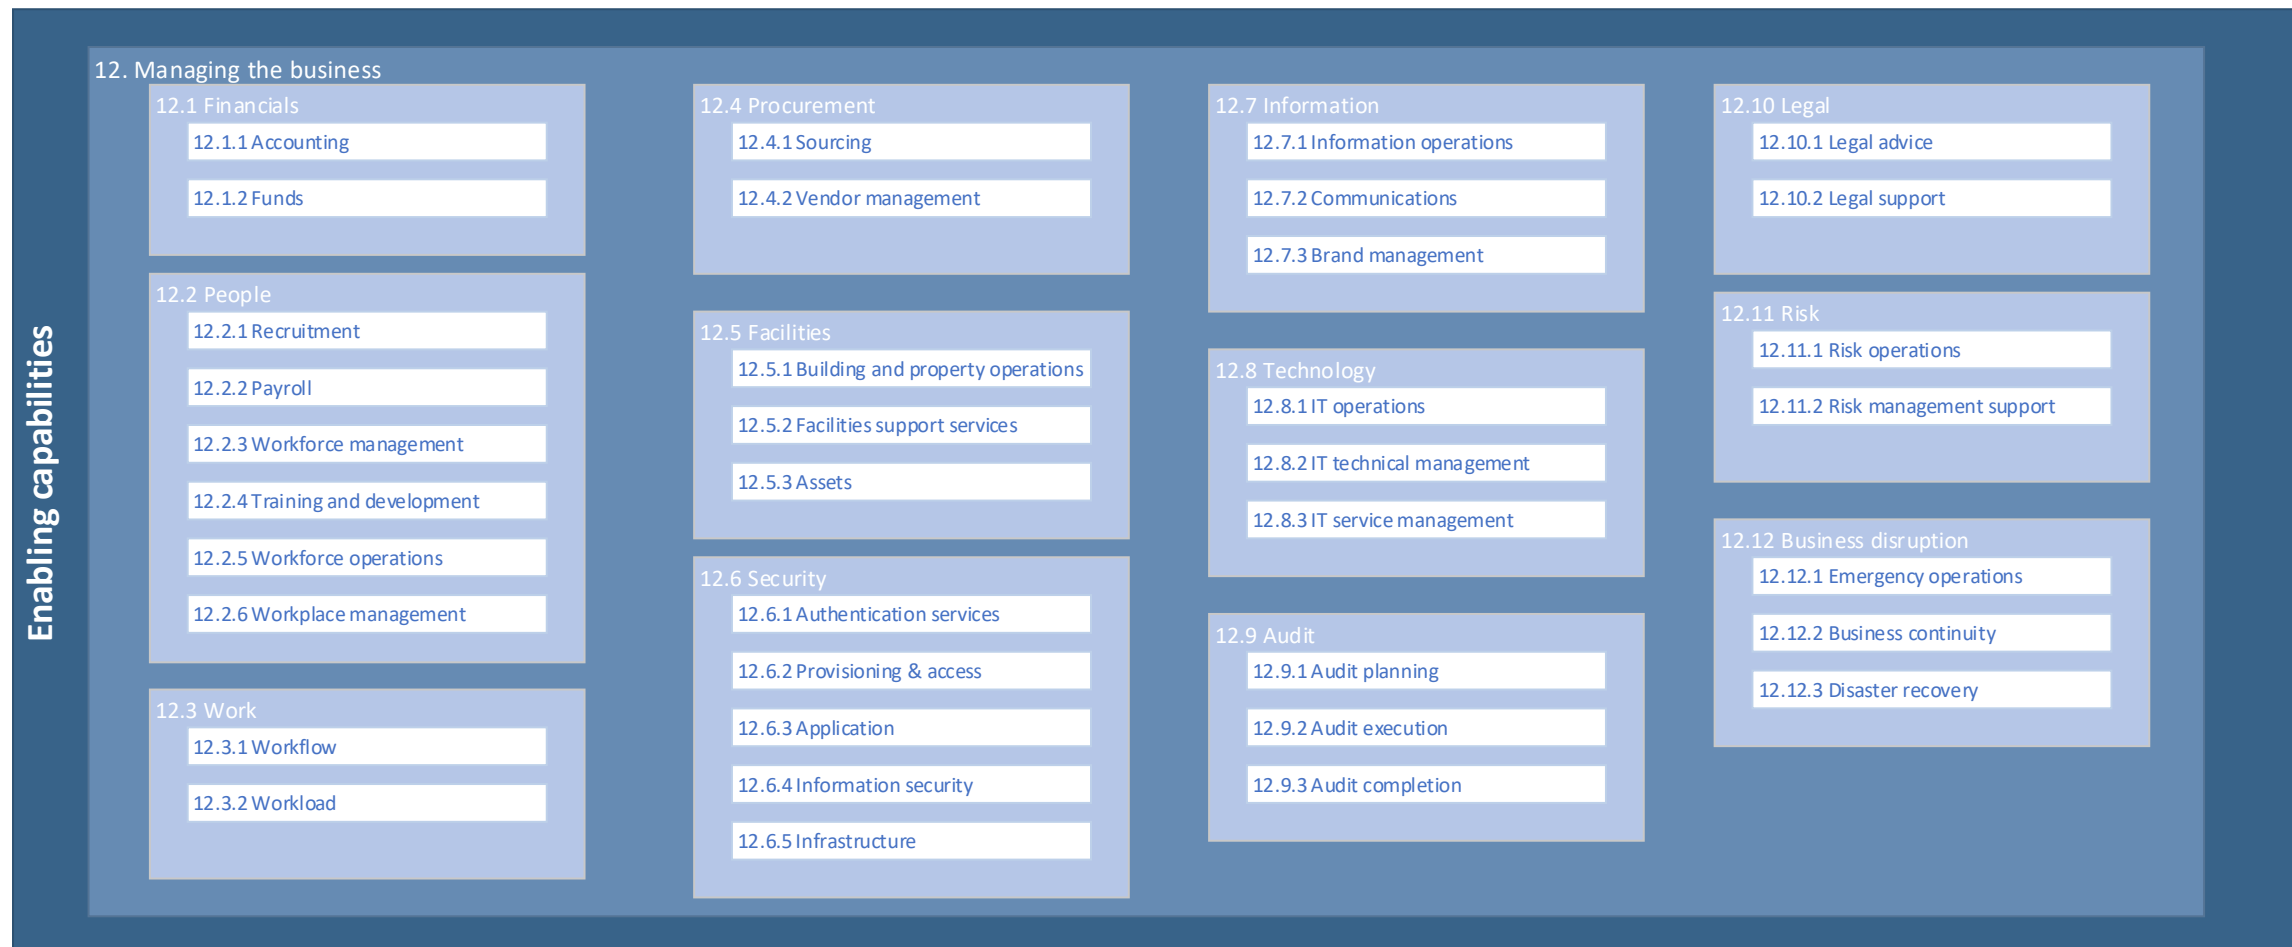 Enabling capabilities
12. Managing the business
12.1 Financials
12.1.1 Accounting
12.1.2 Funds
12.2 People
12.2.1 Recruitment
12.2.2 Payroll
12.2.3 Workforce management
12.2.4 Training and development
12.2.5 Workforce operations
12.2.6 Workplace management
12.3 Work
12.3.1 Workflow
12.3.2 Workload
12.4 Procurement
12.4.1 Sourcing
12.4.2 Vendor management
12.5 Facilities
12.5.1 Building and property operations
12.5.2 Facilities support services
12.5.3 Assets
12.6 Security
12.6.1 Authentication services
12.6.2 Provisioning & access
12.6.3 Application
12.6.4 Information security
12.6.5 Infrastructure
12.7 Information
12.7.1 Information operations
12.7.2 Communications
12.7.3 Brand management
12.8 Technology
12.8.1 IT operations
12.8.2 IT technical management
12.8.3 IT service management
12.9 Audit
12.9.1 Audit planning
12.9.2 Audit execution
12.9.3 Audit completion
12.10 Legal
12.10.1 Legal advice
12.10.2 Legal support
12.11 Risk
12.11.1 Risk operations
12.11.2 Risk management support
12.12 Business disruption
12.12.1 Emergency operations
12.12.2 Business continuity
12.12.3 Disaster recovery